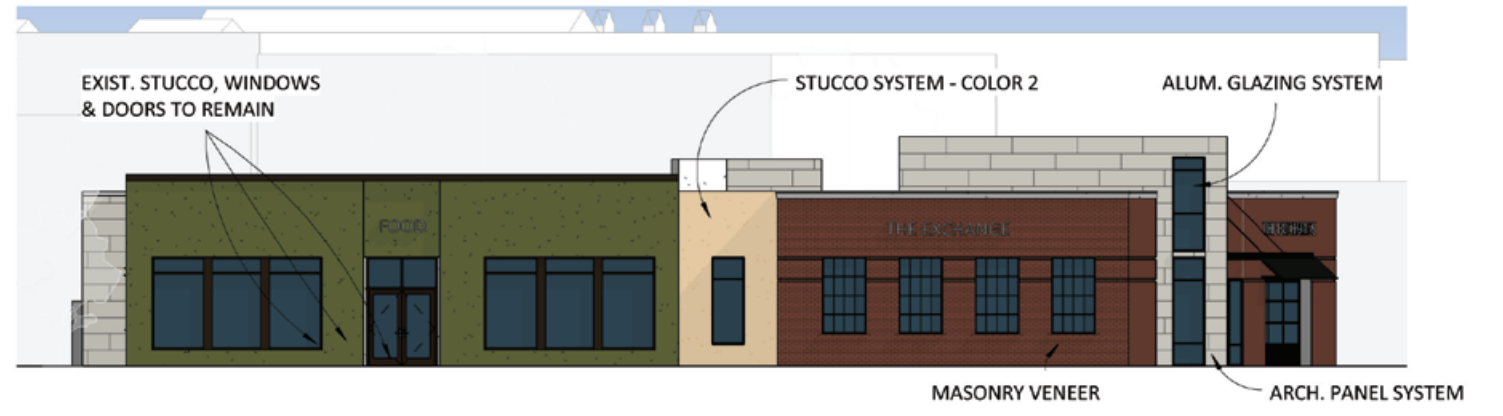 EXIST. STUCCO, WINDOWS
& DOORS TO REMAIN
STUCCO SYSTEM - COLOR 2
ALUM. GLAZING SYSTEM
FOOD
THE EXCHANGE
MASONRY VENEER
ARCH. PANEL SYSTEM